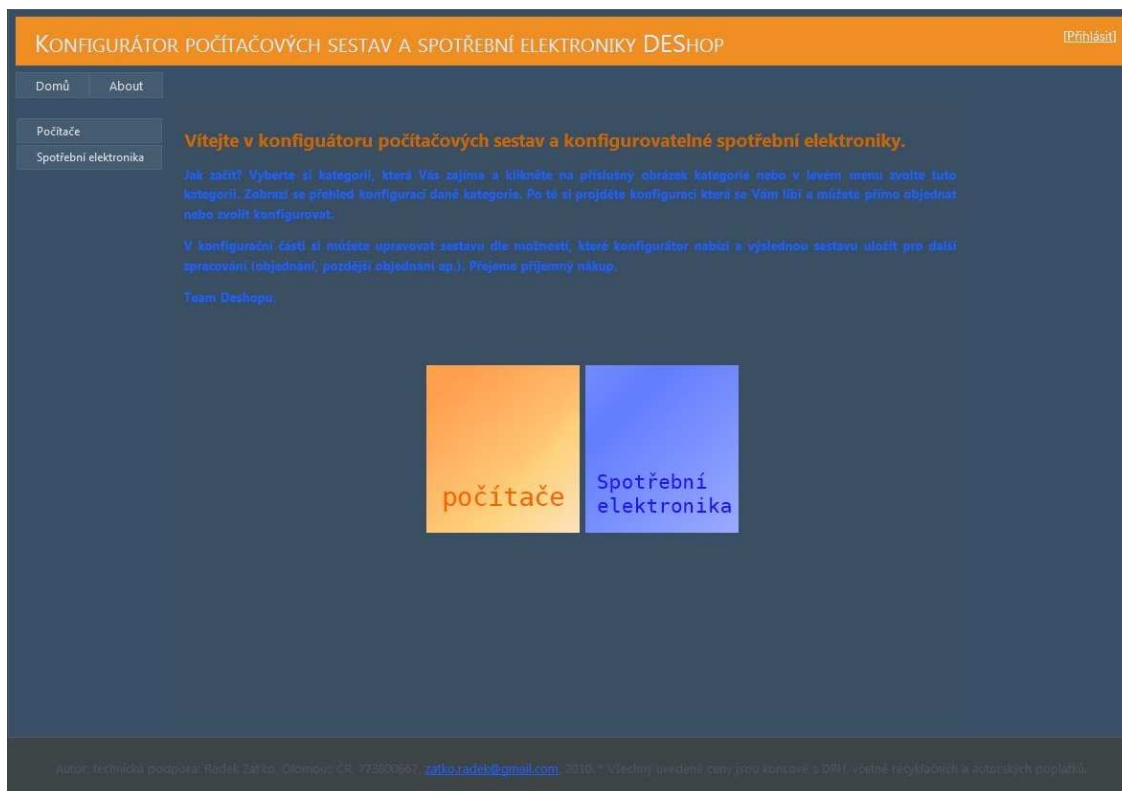 KONFIGURÁTOR POČÍTAČOVÝCH SESTAV A SPOTŘEBNÍ ELEKTRONIKY DESHOP
[Přihlásit]
Domů About
Počítače
Spotřební elektronika
Vítejte v konfiguátoru počítačových sestav a konfigurovatelné spotřební elektroniky.
Jak začít? Vyberte si kategorii, která Vás zajíma a klikněte na příslušný obrázek kategorie nebo v levém menu zvolte tuto
kategorii. Zobrazí se přehled konfigurací dané kategorie. Po té si projděte konfiguraci která se Vám líbí a můžete přímo objednat
nebo zvolit konfigurovat.
V konfigurační části si můžete upravovat sestavu dle možností, které konfigurátor nabízí a výslednou sestavu uložit pro další
zpracování (objednání, pozdější objednání ap.). Přejeme příjemný nákup.
Team Deshopu.
počítače
Spotřební
elektronika
Autor, technická podpora: Radek Zaťko, Olomouc ČR, 773800667, zatko.radek@gmail.com, 2010. * Všechny uvedené ceny jsou koncové s DPH, včetně recyklačních a autorských poplatků.